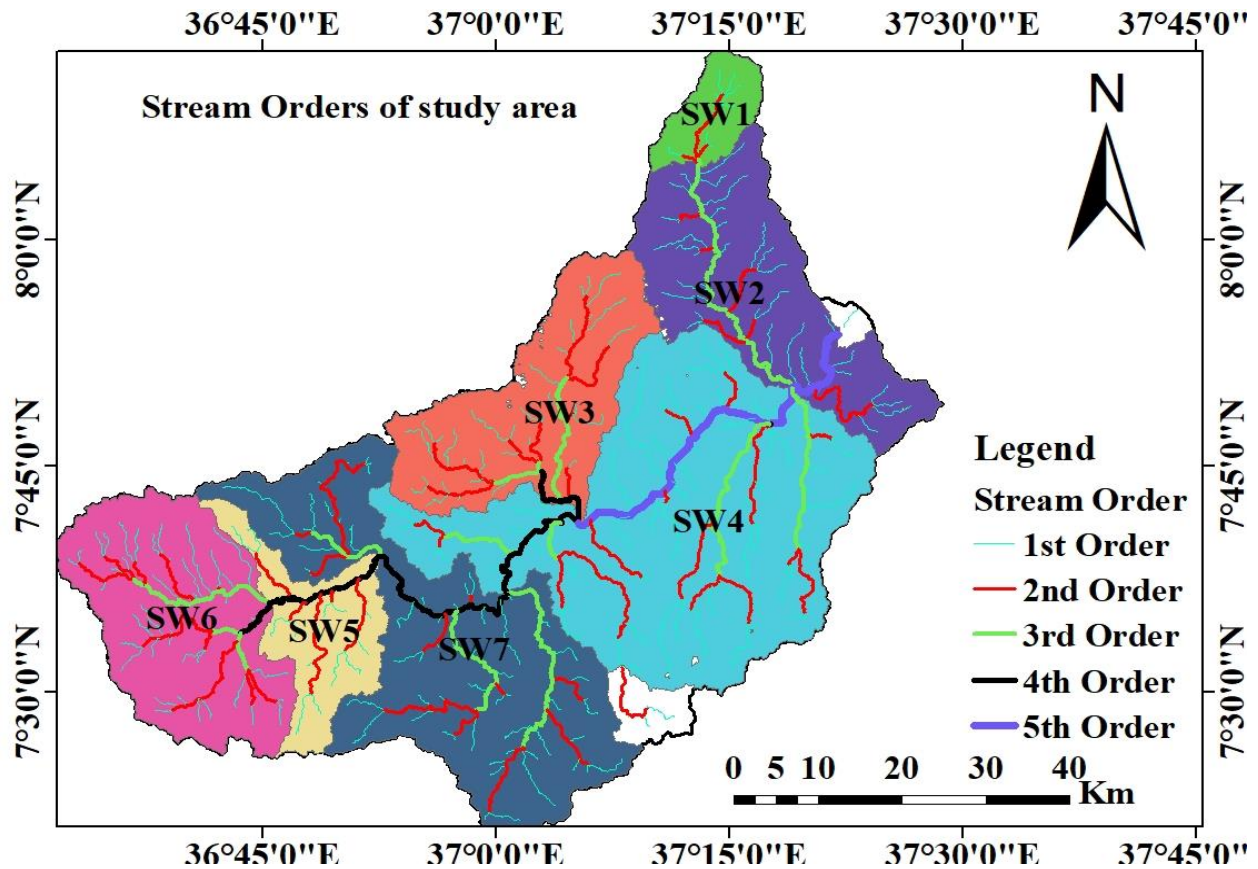 36°45'0"E 37°0'0"E 37°15'0"E 37°30'0"E 37°45'0"E
Stream Orders of study area
N
SW1
8°0'0"N 8°0'0"N
SW2
SW3
7°45'0"N 7°45'0"N
SW4
SW6
SW5
SW7
7°30'0"N 7°30'0"N
Legend
Stream Order
1st Order
2nd Order
3rd Order
4th Order
5th Order
0 5 10 20 30 40
Km
36°45'0"E 37°0'0"E 37°15'0"E 37°30'0"E 37°45'0"E